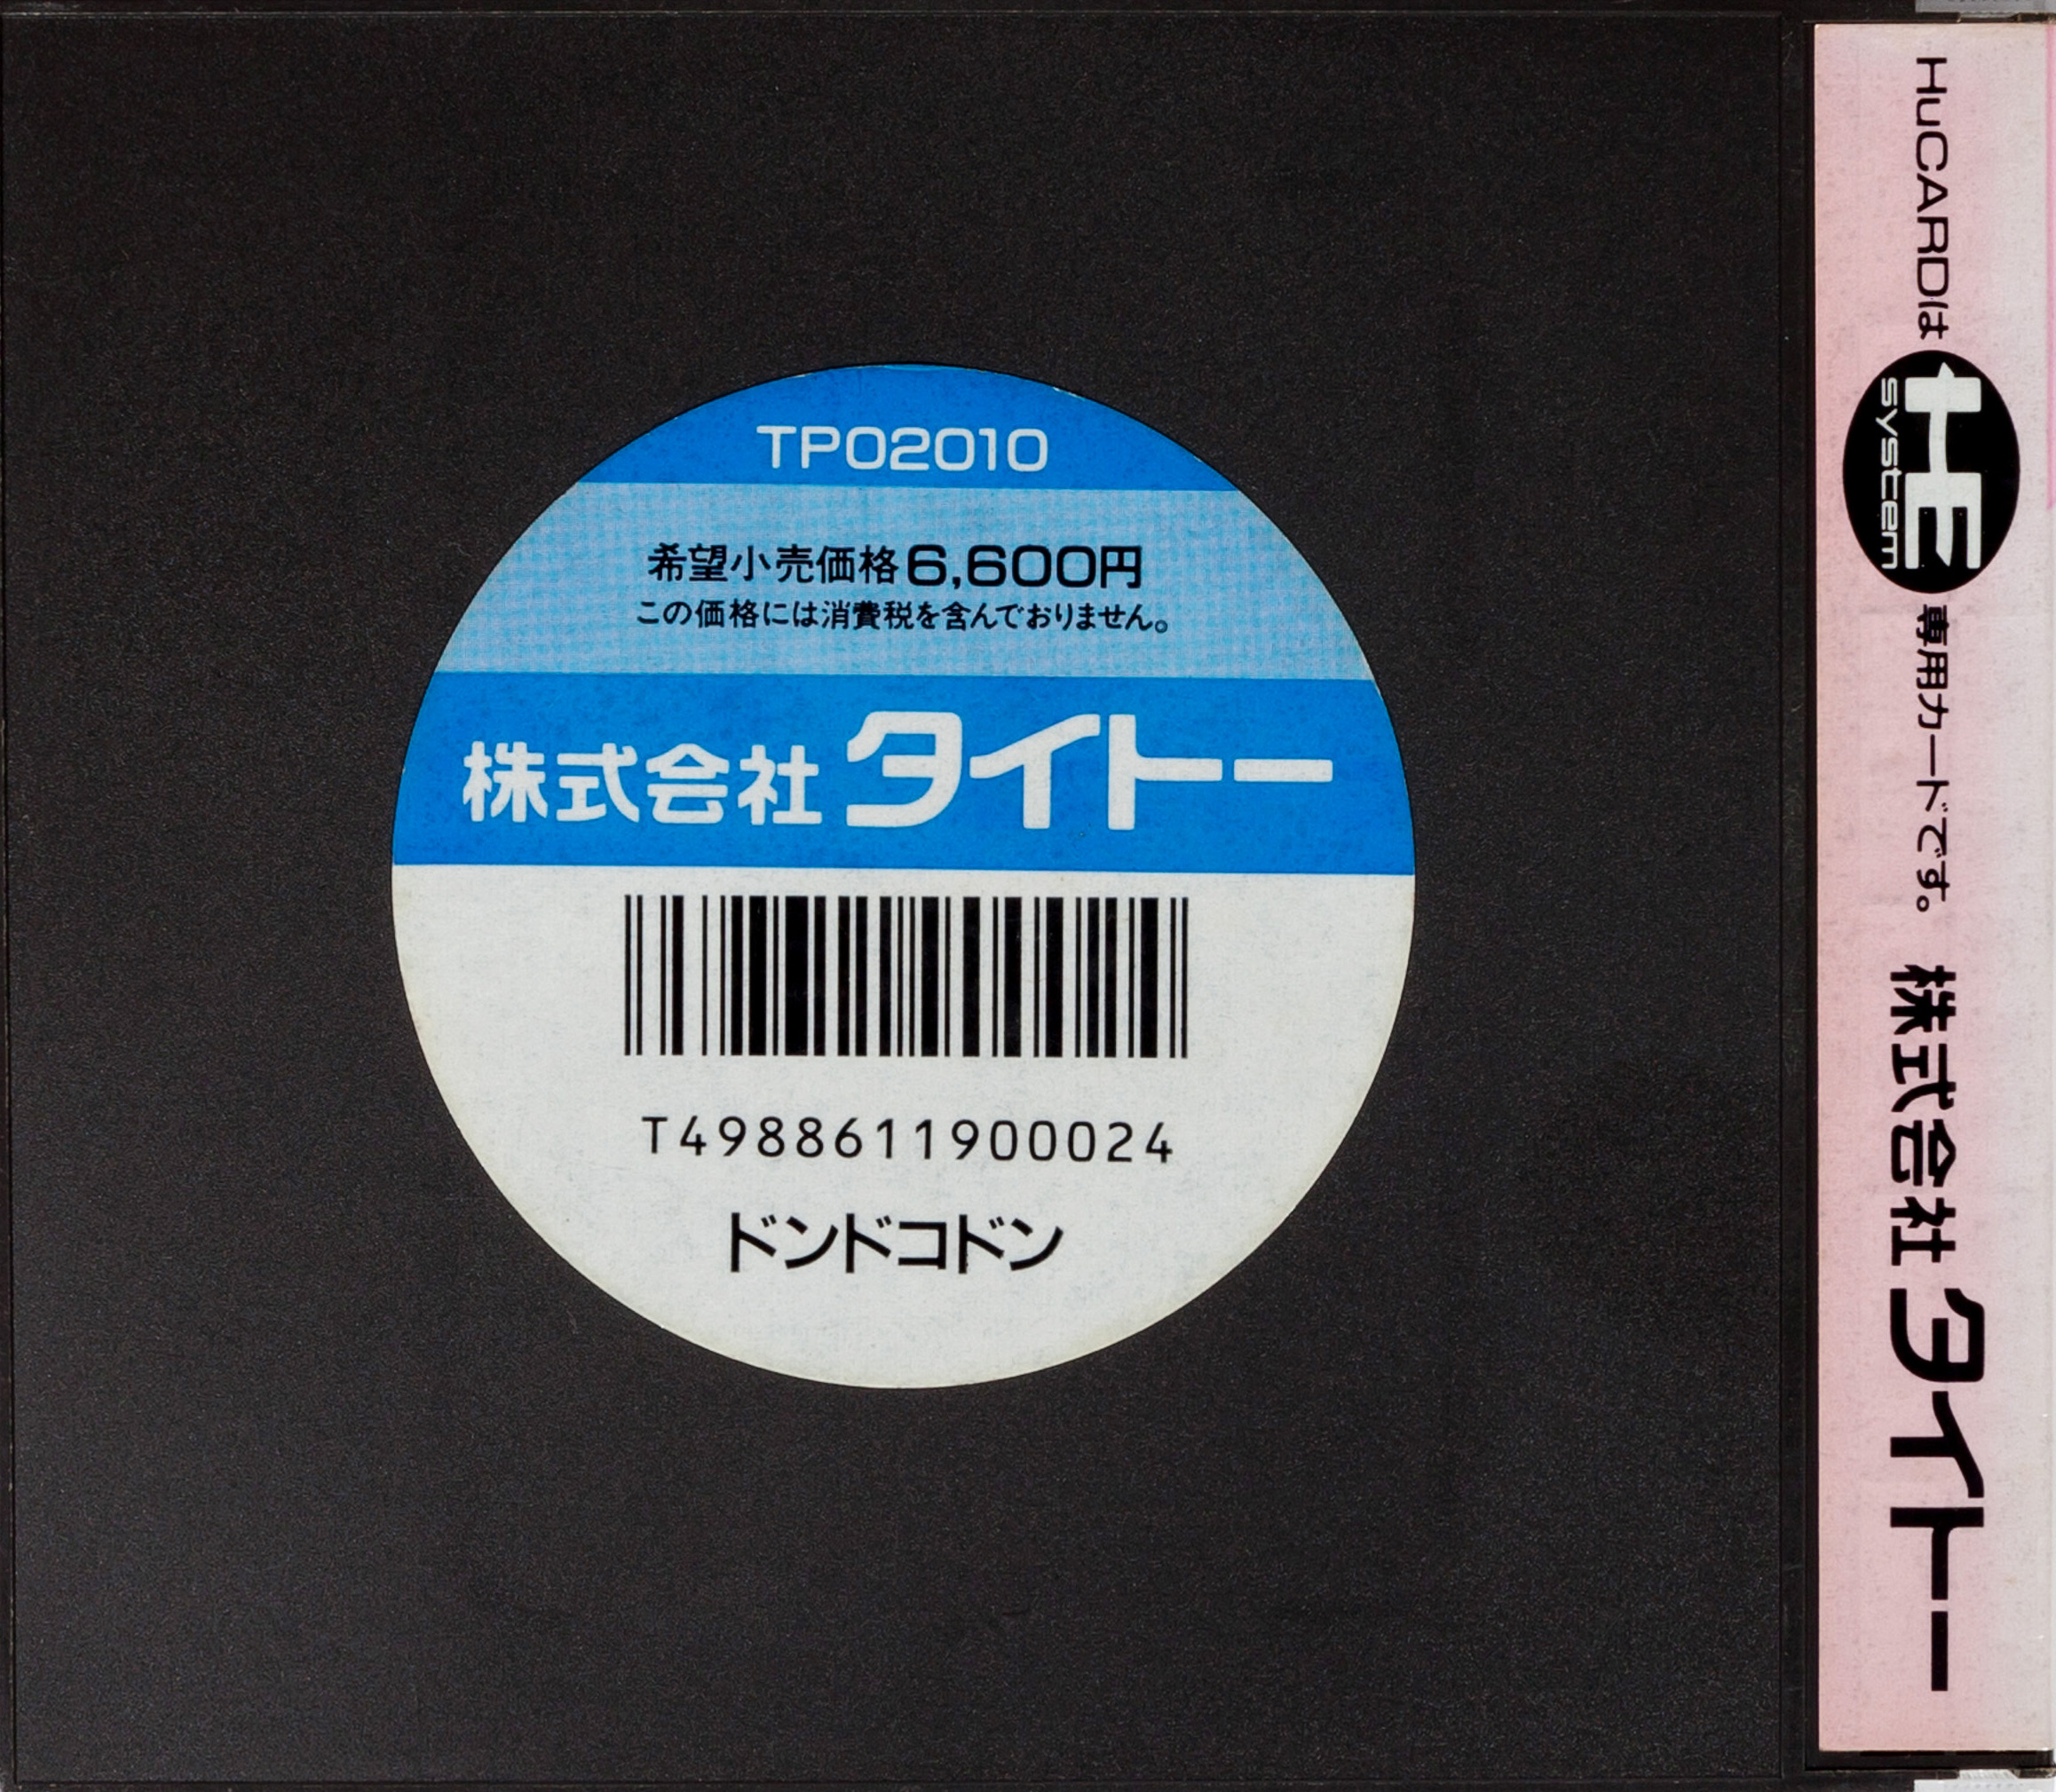 TP02010
希望小売価格6,600円
この価格には消費税を含んでおりません。
株式会社タイトー
T4988611900024
ドンドコドン
HuCARDは HE system 専用カードです。 株式会社タイトー